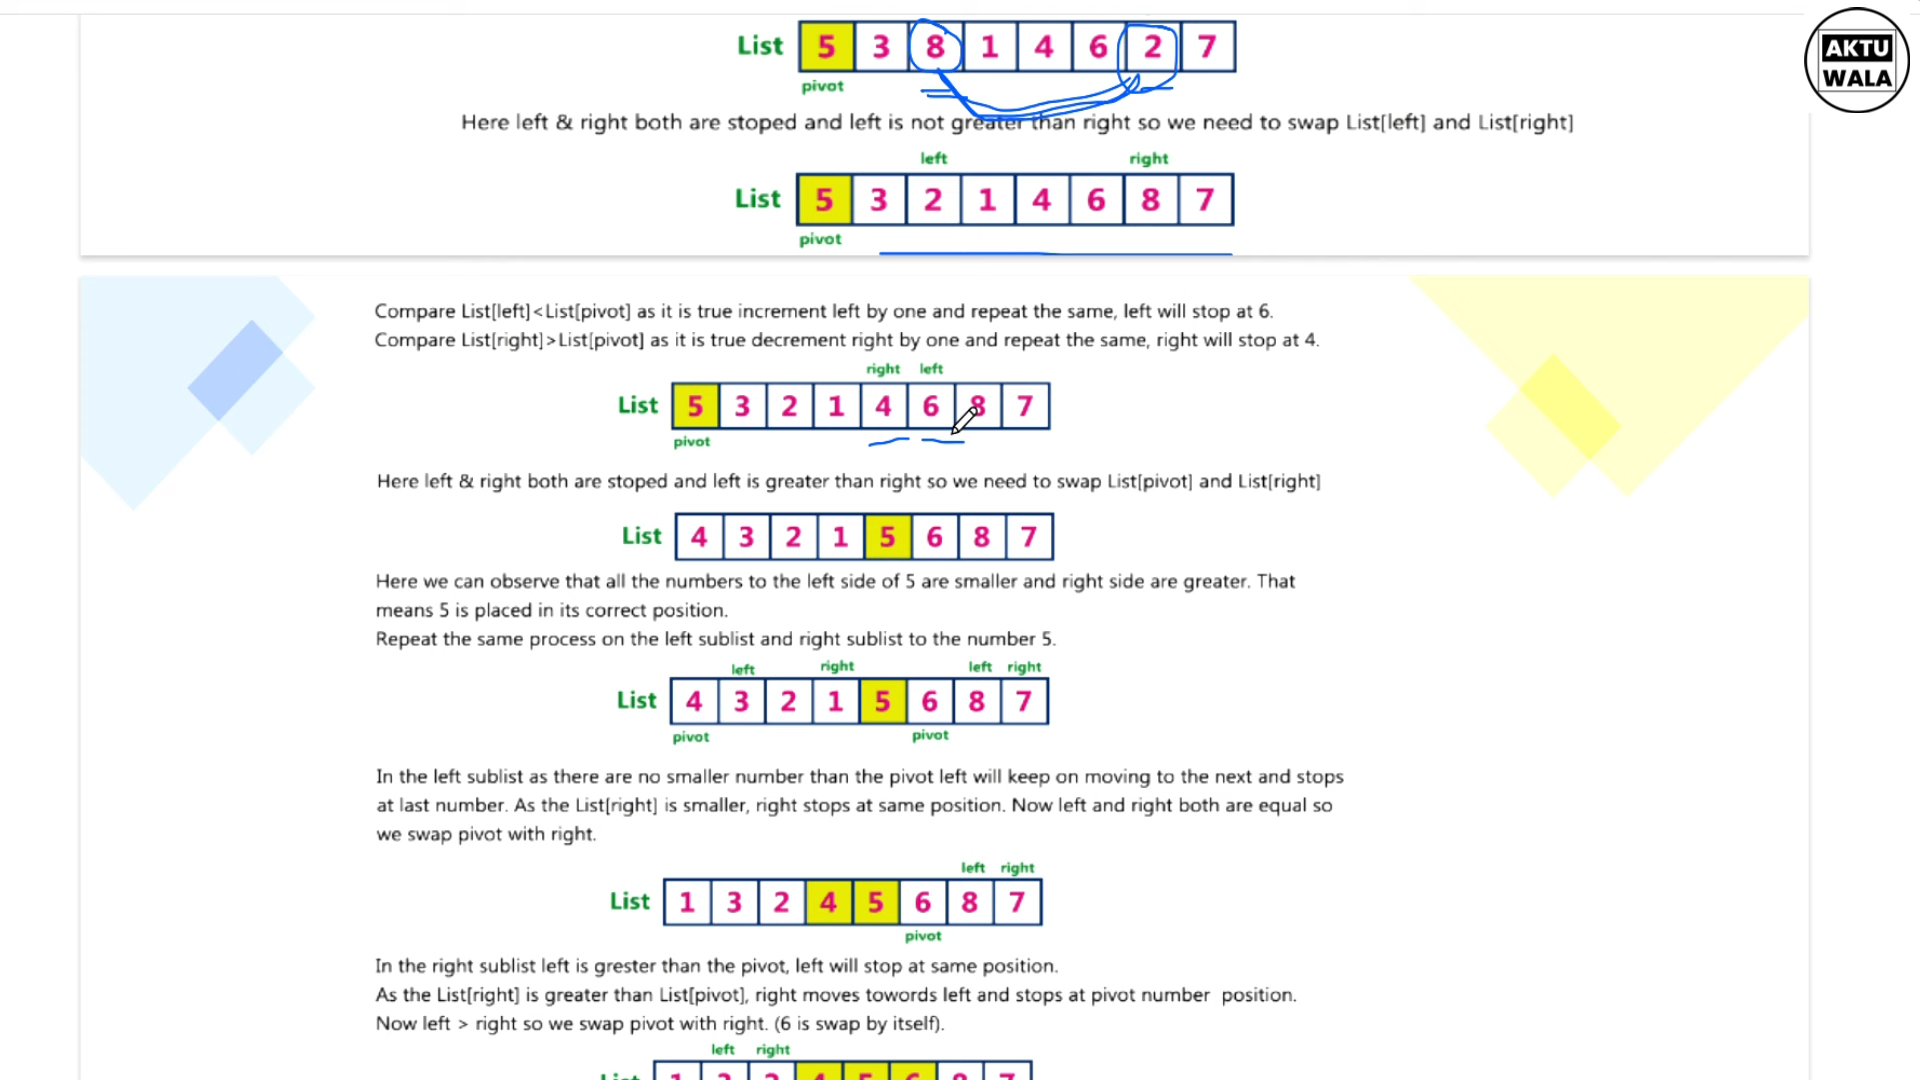 AKTU
WALA
List 5 3 8 1 4 6 2 7
pivot
Here left & right both are stoped and left is not greater than right so we need to swap List[left] and List[right]
left right
List 5 3 2 1 4 6 8 7
pivot
Compare List[left]<List[pivot] as it is true increment left by one and repeat the same, left will stop at 6.
Compare List[right]>List[pivot] as it is true decrement right by one and repeat the same, right will stop at 4.
right left
List 5 3 2 1 4 6 8 7
pivot
Here left & right both are stoped and left is greater than right so we need to swap List[pivot] and List[right]
List 4 3 2 1 5 6 8 7
Here we can observe that all the numbers to the left side of 5 are smaller and right side are greater. That
means 5 is placed in its correct position.
Repeat the same process on the left sublist and right sublist to the number 5.
left right left right
List 4 3 2 1 5 6 8 7
pivot pivot
In the left sublist as there are no smaller number than the pivot left will keep on moving to the next and stops
at last number. As the List[right] is smaller, right stops at same position. Now left and right both are equal so
we swap pivot with right.
left right
List 1 3 2 4 5 6 8 7
pivot
In the right sublist left is grester than the pivot, left will stop at same position.
As the List[right] is greater than List[pivot], right moves towords left and stops at pivot number position.
Now left > right so we swap pivot with right. (6 is swap by itself).
left right
List 1 3 2 4 5 6 8 7